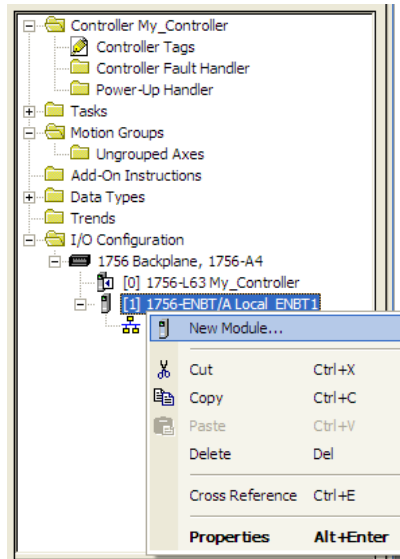 Controller My_Controller
Controller Tags
Controller Fault Handler
Power-Up Handler
Tasks
Motion Groups
Ungrouped Axes
Add-On Instructions
Data Types
Trends
I/O Configuration
1756 Backplane, 1756-A4
[0] 1756-L63 My_Controller
[1] 1756-ENBT/A Local_ENBT1
New Module...
Cut Ctrl+X
Copy Ctrl+C
Paste Ctrl+V
Delete Del
Cross Reference Ctrl+E
Properties Alt+Enter